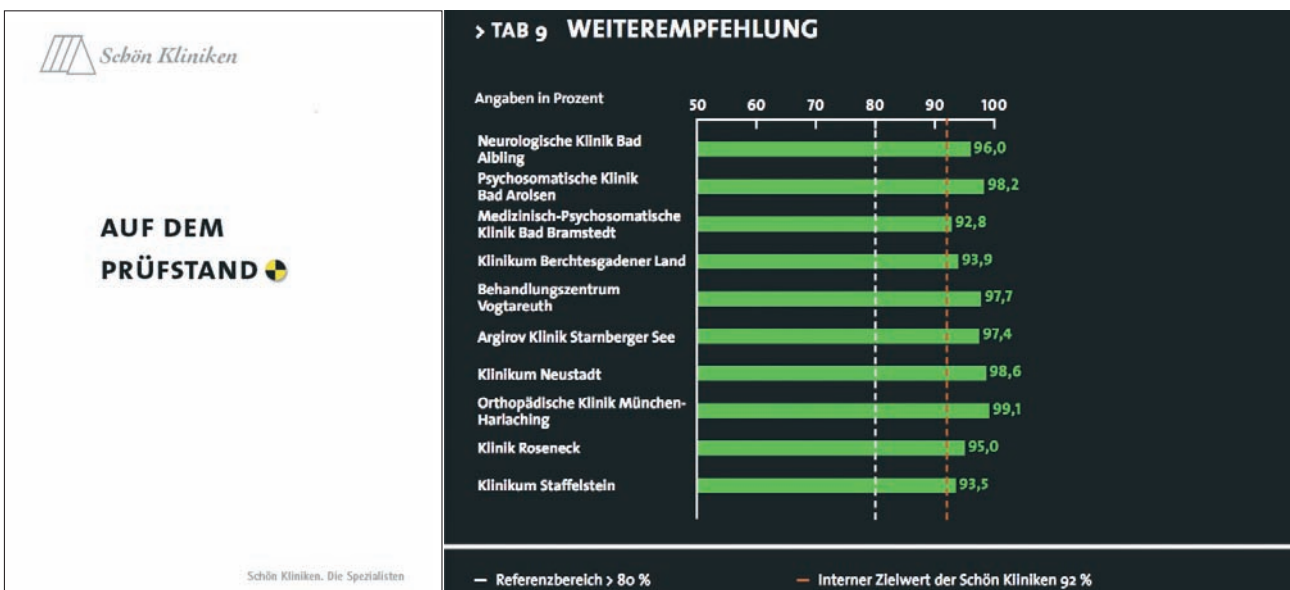 Schön Kliniken
AUF DEM
PRÜFSTAND
Schön Kliniken. Die Spezialisten
> TAB 9 WEITEREMPFEHLUNG
Angaben in Prozent
50 60 70 80 90 100
Neurologische Klinik Bad
Aibling
96,0
Psychosomatische Klinik
Bad Arolsen
98,2
Medizinisch-Psychosomatische
Klinik Bad Bramstedt
92,8
Klinikum Berchtesgadener Land
93,9
Behandlungszentrum
Vogtareuth
97,7
Argirov Klinik Starnberger See
97,4
Klinikum Neustadt
98,6
Orthopädische Klinik München-
Harlaching
99,1
Klinik Roseneck
95,0
Klinikum Staffelstein
93,5
Referenzbereich > 80 %
Interner Zielwert der Schön Kliniken 92 %